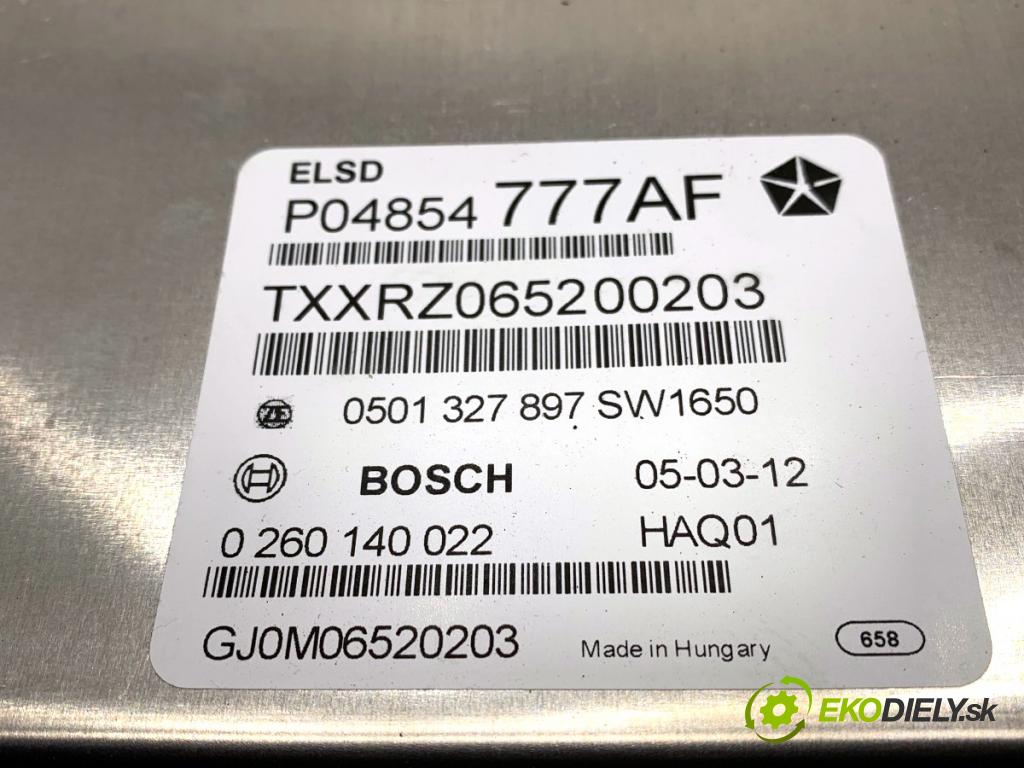 ELSD
P04854 777AF
TXXRZ065200203
ZF 0501 327 897 SW1650
BOSCH 05-03-12
0 260 140 022 HAQ01
GJ0M06520203 Made in Hungary 658
EKODIELY.sk